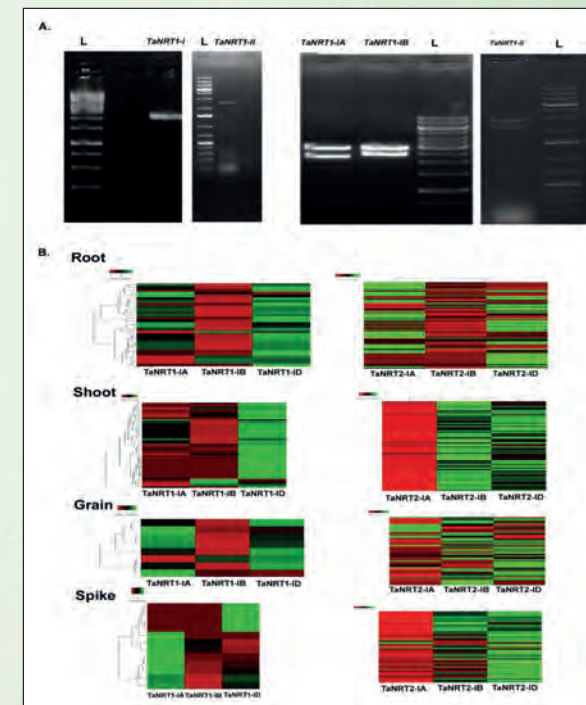 A.
L TaNRT1-I L TaNRT1-II TaNRT1-IA TaNRT1-IB L TaNRT1-II L
B.
Root
TaNRT1-IA TaNRT1-IB TaNRT1-ID TaNRT2-IA TaNRT2-IB TaNRT2-ID
Shoot
TaNRT1-IA TaNRT1-IB TaNRT1-ID TaNRT2-IA TaNRT2-IB TaNRT2-ID
Grain
TaNRT1-IA TaNRT1-IB TaNRT1-ID TaNRT2-IA TaNRT2-IB TaNRT2-ID
Spike
TaNRT1-IA TaNRT1-IB TaNRT1-ID TaNRT2-IA TaNRT2-IB TaNRT2-ID